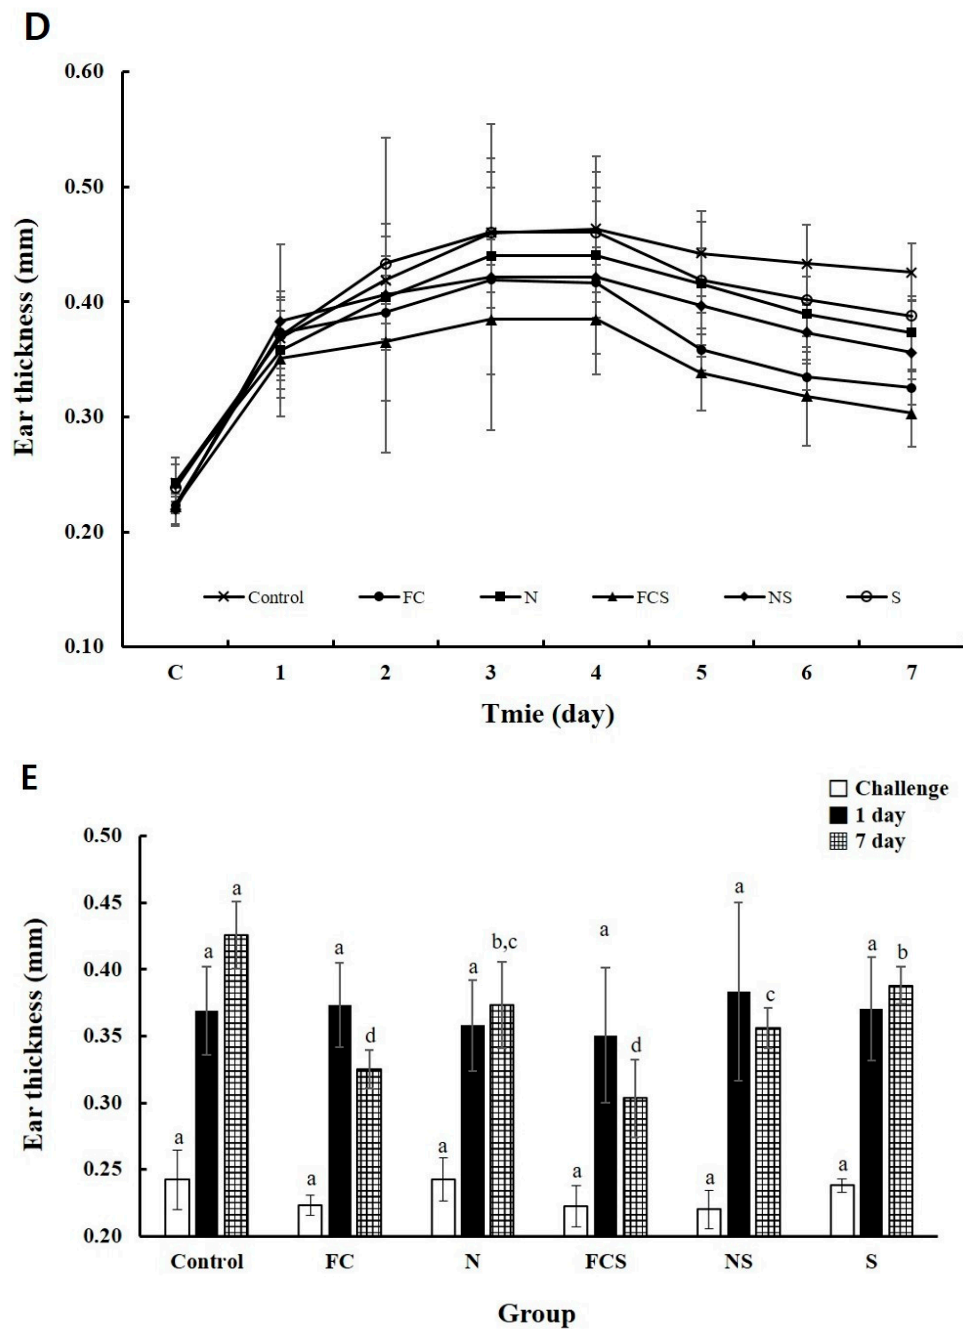 D
0.60
0.50
0.40
0.30
0.20
0.10
Ear thickness (mm)
Control FC N FCS NS S
C 1 2 3 4 5 6 7
Tmie (day)
E
Challenge
1 day
7 day
0.50
0.45
0.40
0.35
0.30
0.25
0.20
Ear thickness (mm)
a a a
a a d
a a b,c
a a d
a a c
a a b
Control FC N FCS NS S
Group